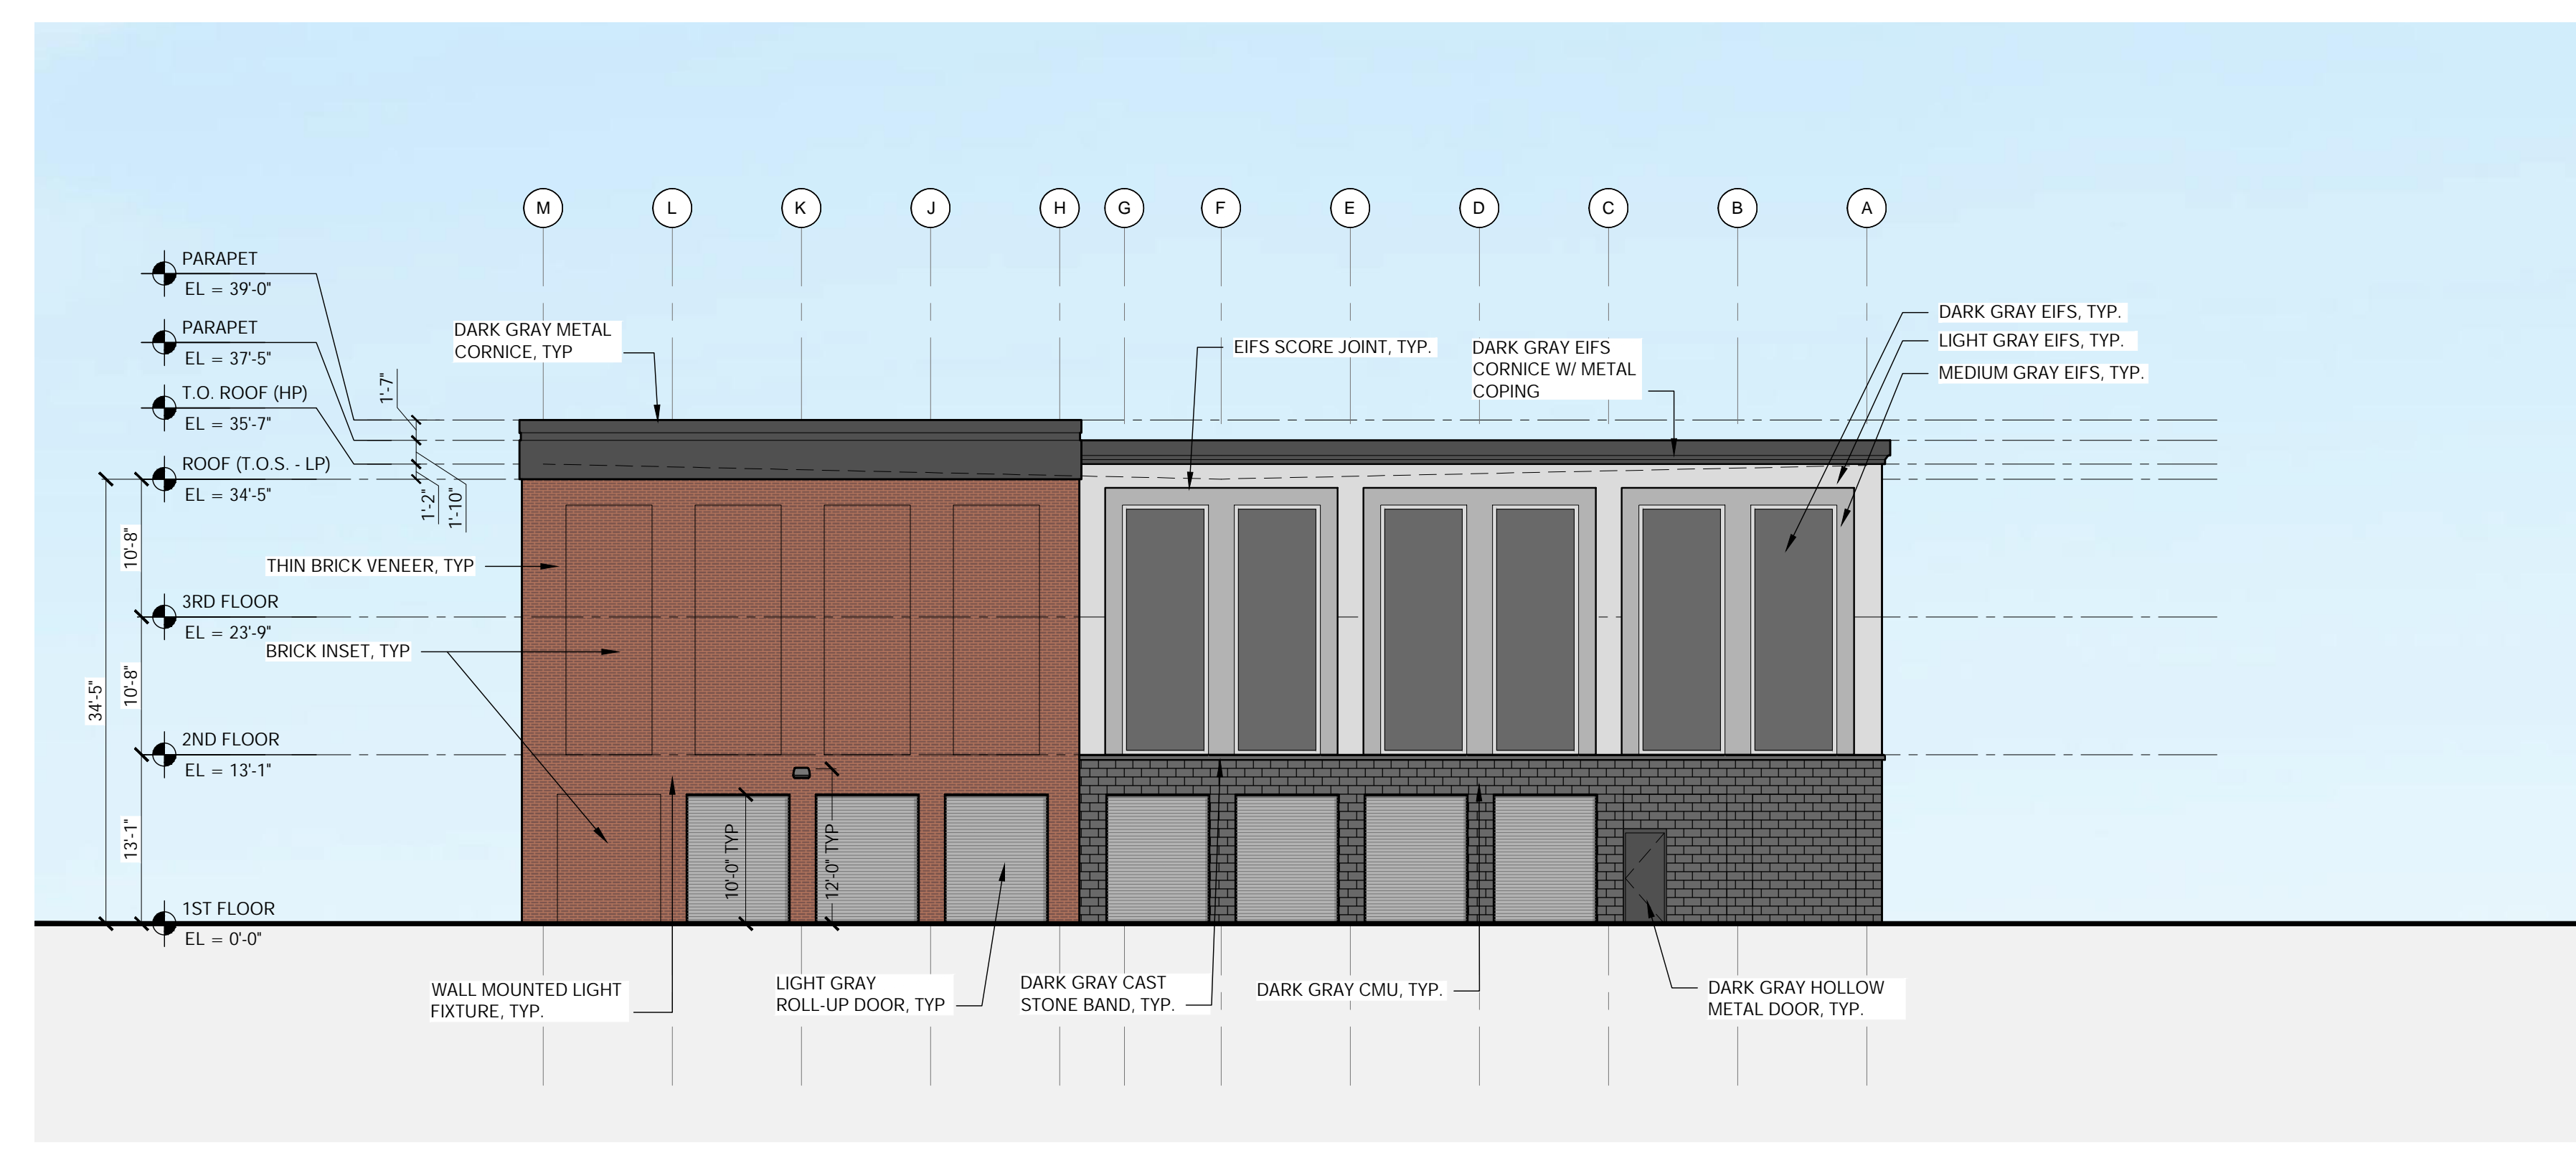 M
L
K
J
H
G
F
E
D
C
B
A
PARAPET
EL = 39'-0"
PARAPET
EL = 37'-5"
T.O. ROOF (HP)
EL = 35'-7"
ROOF (T.O.S. - LP)
EL = 34'-5"
3RD FLOOR
EL = 23'-9"
2ND FLOOR
EL = 13'-1"
1ST FLOOR
EL = 0'-0"
1'-7"
1'-2"
1'-10"
10'-8"
10'-8"
13'-1"
34'-5"
DARK GRAY METAL
CORNICE, TYP
EIFS SCORE JOINT, TYP.
DARK GRAY EIFS
CORNICE W/ METAL
COPING
DARK GRAY EIFS, TYP.
LIGHT GRAY EIFS, TYP.
MEDIUM GRAY EIFS, TYP.
THIN BRICK VENEER, TYP
BRICK INSET, TYP
10'-0" TYP
12'-0" TYP
WALL MOUNTED LIGHT
FIXTURE, TYP.
LIGHT GRAY
ROLL-UP DOOR, TYP
DARK GRAY CAST
STONE BAND, TYP.
DARK GRAY CMU, TYP.
DARK GRAY HOLLOW
METAL DOOR, TYP.